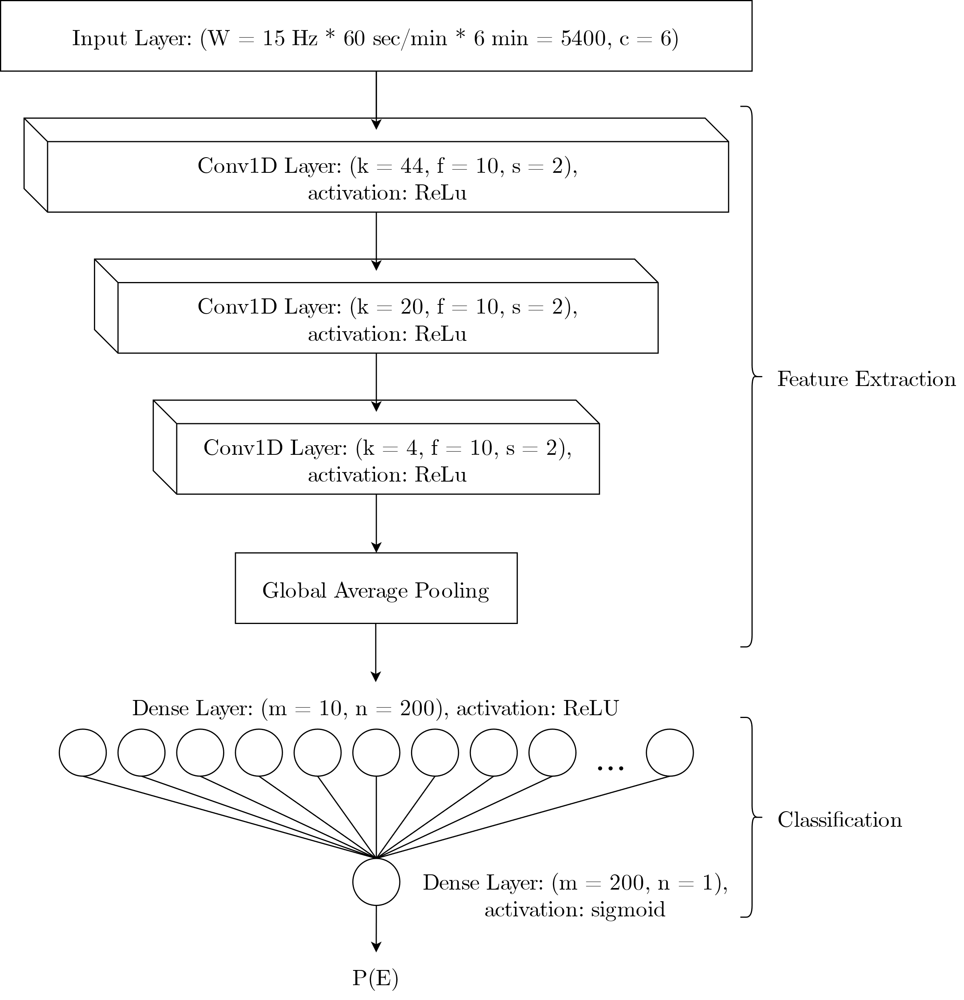 Input Layer: (W = 15 Hz * 60 sec/min * 6 min = 5400, c = 6)
Conv1D Layer: (k = 44, f = 10, s = 2),
activation: ReLu
Conv1D Layer: (k = 20, f = 10, s = 2),
activation: ReLu
Feature Extraction
Conv1D Layer: (k = 4, f = 10, s = 2),
activation: ReLu
Global Average Pooling
Dense Layer: (m = 10, n = 200), activation: ReLU
...
Classification
Dense Layer: (m = 200, n = 1),
activation: sigmoid
P(E)